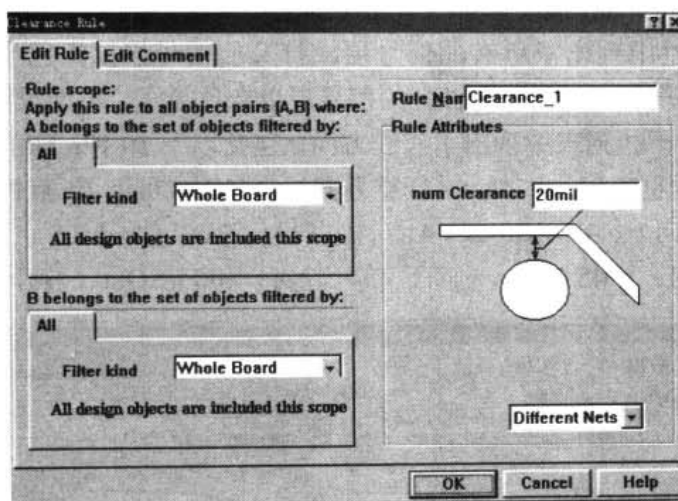 Clearance Rule
Edit Rule
Edit Comment
Rule scope:
Apply this rule to all object pairs [A,B] where:
A belongs to the set of objects filtered by:
All
Filter kind
Whole Board
All design objects are included this scope
B belongs to the set of objects filtered by:
All
Filter kind
Whole Board
All design objects are included this scope
Rule Nam
Clearance_1
Rule Attributes
num Clearance
20mil
Different Nets
OK
Cancel
Help